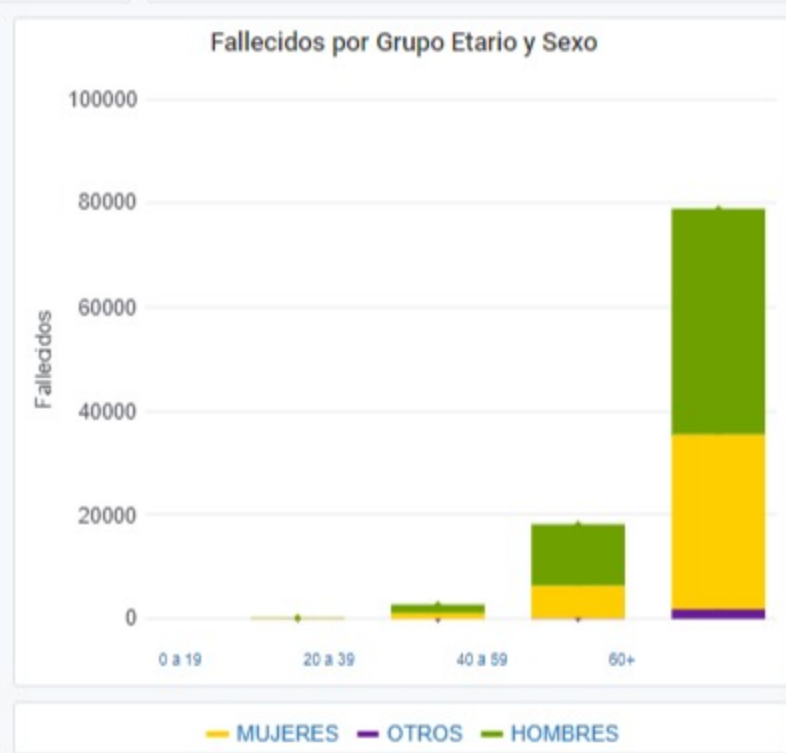 Fallecidos por Grupo Etario y Sexo
100000
80000
60000
40000
20000
0
Fallecidos
0 a 19
20 a 39
40 a 59
60+
MUJERES
OTROS
HOMBRES